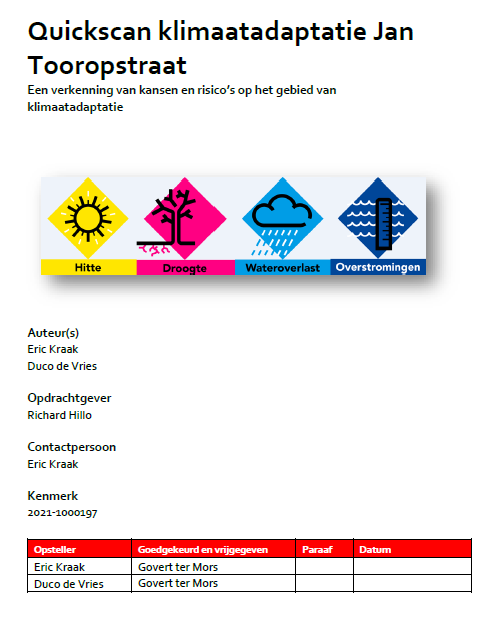 Quickscan klimaatadaptatie Jan
Tooropstraat
Een verkenning van kansen en risico’s op het gebied van
klimaatadaptatie
Hitte Droogte Wateroverlast Overstromingen
Auteur(s)
Eric Kraak
Duco de Vries
Opdrachtgever
Richard Hillo
Contactpersoon
Eric Kraak
Kenmerk
2021-1000197
Opsteller Goedgekeurd en vrijgegeven Paraaf Datum
Eric Kraak Govert ter Mors
Duco de Vries Govert ter Mors